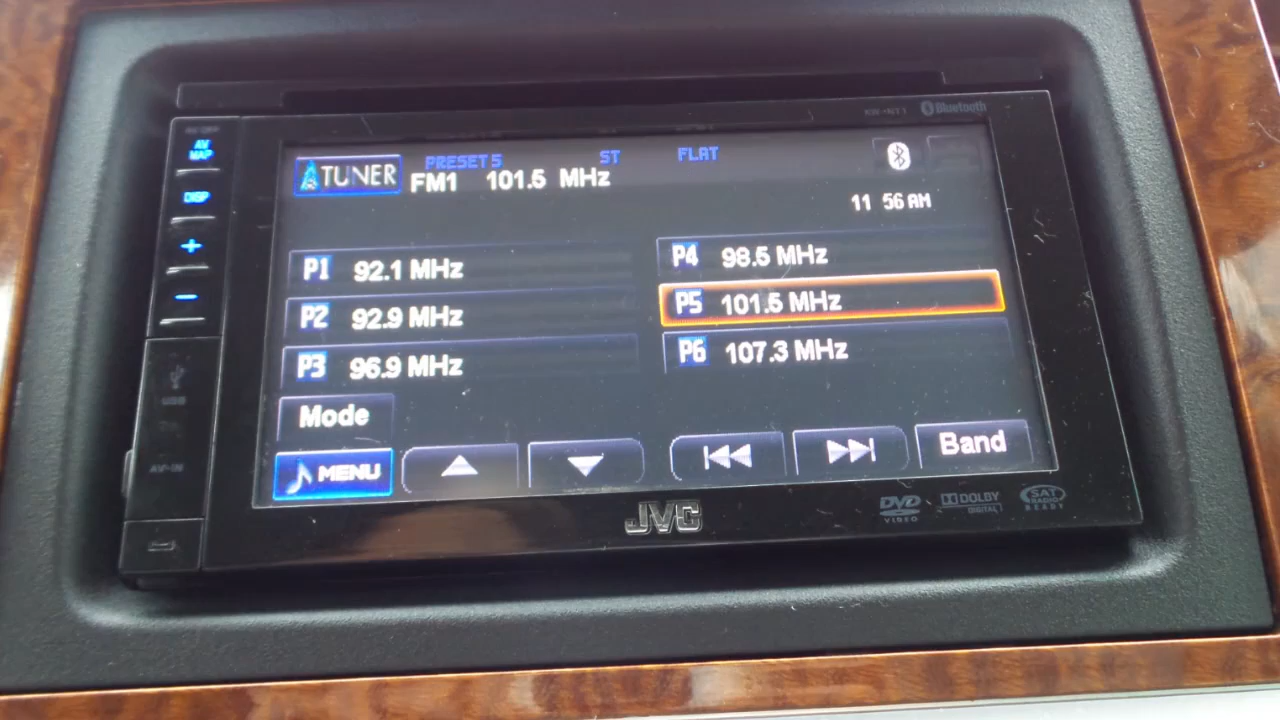 Bluetooth
AV
MAP
DISP
+
−
USB
AV-IN
TUNER
PRESET 5 ST FLAT
FM1 101.5 MHz
11 56 AM
P1 92.1 MHz
P2 92.9 MHz
P3 96.9 MHz
P4 98.5 MHz
P5 101.5 MHz
P6 107.3 MHz
Mode
MENU
Band
JVC
DVD
VIDEO
DOLBY
DIGITAL
SAT
RADIO
READY